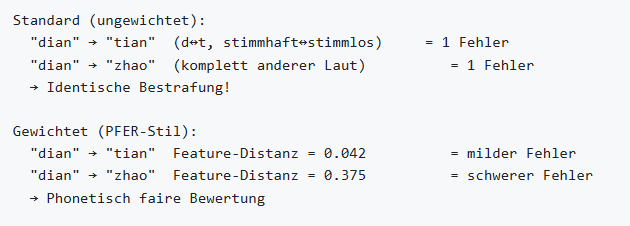 Standard (ungewichtet):
"dian" → "tian" (d↔t, stimmhaft↔stimmlos) = 1 Fehler
"dian" → "zhao" (komplett anderer Laut) = 1 Fehler
→ Identische Bestrafung!
Gewichtet (PFER-Stil):
"dian" → "tian" Feature-Distanz = 0.042 = milder Fehler
"dian" → "zhao" Feature-Distanz = 0.375 = schwerer Fehler
→ Phonetisch faire Bewertung